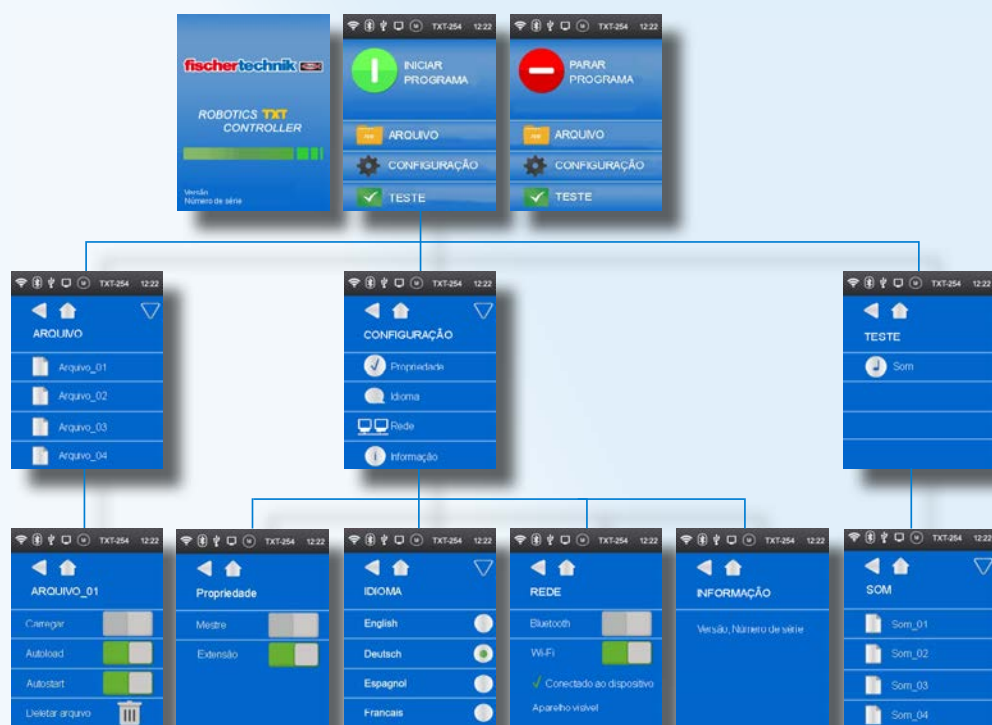 fischertechnik
ROBOTICS TXT
CONTROLLER
Versão
Número de série
TXT-254 12:22
INICIAR
PROGRAMA
ARQUIVO
CONFIGURAÇÃO
TESTE
TXT-254 12:22
PARAR
PROGRAMA
ARQUIVO
CONFIGURAÇÃO
TESTE
TXT-254 12:22
ARQUIVO
Arquivo_01
Arquivo_02
Arquivo_03
Arquivo_04
TXT-254 12:22
CONFIGURAÇÃO
Propriedade
Idioma
Rede
Informação
TXT-254 12:22
TESTE
Som
TXT-254 12:22
ARQUIVO_01
Carregar
Autoload
Autostart
Deletar arquivo
TXT-254 12:22
Propriedade
Mestre
Extensão
TXT-254 12:22
IDIOMA
English
Deutsch
Espagnol
Francais
TXT-254 12:22
REDE
Bluetooth
Wi-Fi
Conectado ao dispositivo
Aparelho visível
TXT-254 12:22
INFORMAÇÃO
Versão, Número de série
TXT-254 12:22
SOM
Som_01
Som_02
Som_03
Som_04